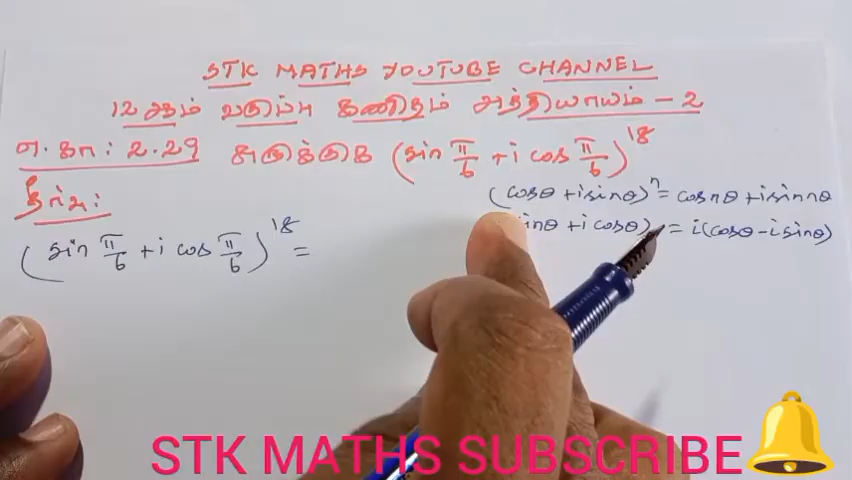 STK MATHS YOUTUBE CHANNEL
12 ஆம் வகுப்பு கணிதம் அத்தியாயம் - 2
எ.கா: 2.29 சுருக்குக (sin π/6 + i cos π/6)^18
தீர்வு:
(cosθ + i sinθ)^n = cos nθ + i sin nθ
inθ + i cosθ) = i(cosθ - i sinθ)
(sin π/6 + i cos π/6)^18 =
STK MATHS SUBSCRIBE